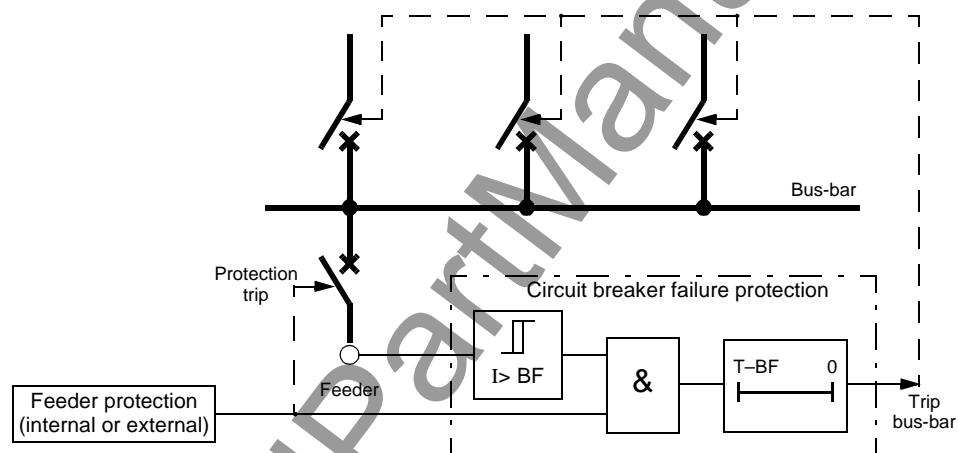 Bus-bar
Protection
trip
Circuit breaker failure protection
I> BF
&
T–BF 0
Feeder
Feeder protection
(internal or external)
Trip
bus-bar
PartMan